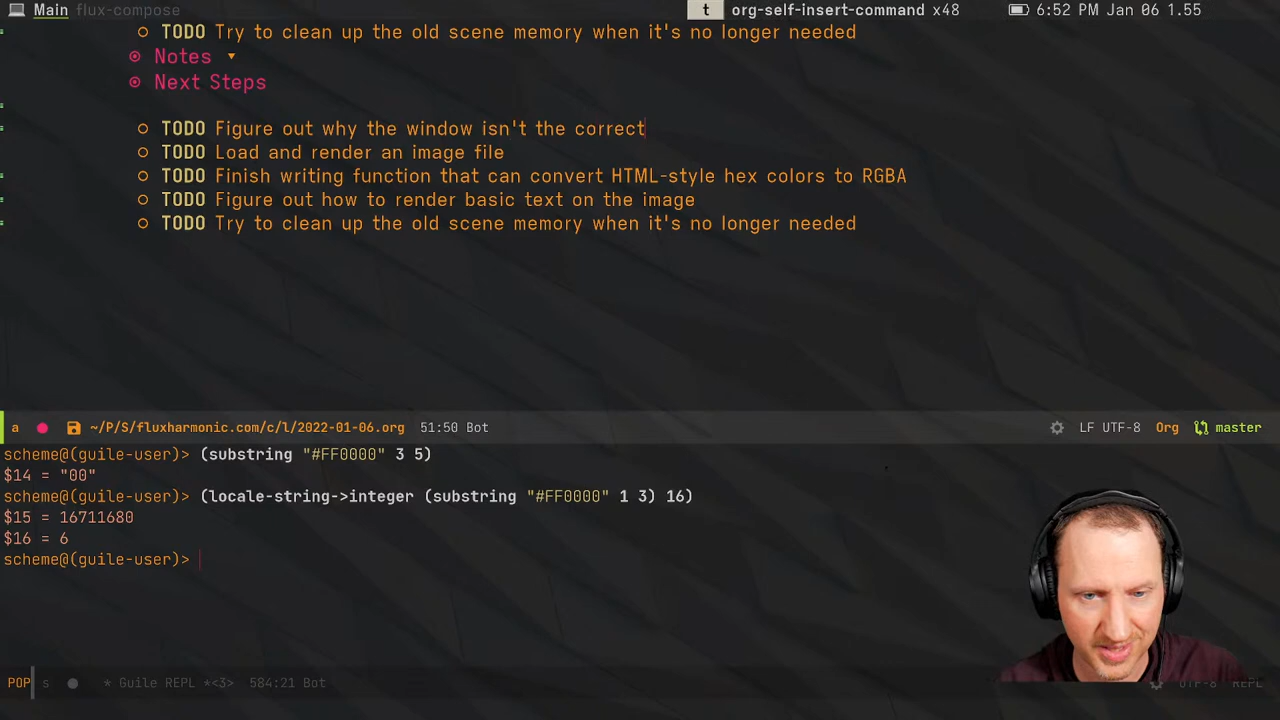 Main flux-compose t org-self-insert-command x48 6:52 PM Jan 06 1.55
TODO Try to clean up the old scene memory when it's no longer needed
Notes ▾
Next Steps
TODO Figure out why the window isn't the correct
TODO Load and render an image file
TODO Finish writing function that can convert HTML-style hex colors to RGBA
TODO Figure out how to render basic text on the image
TODO Try to clean up the old scene memory when it's no longer needed
a ~/P/S/fluxharmonic.com/c/l/2022-01-06.org 51:50 Bot LF UTF-8 Org master
scheme@(guile-user)> (substring "#FF0000" 3 5)
$14 = "00"
scheme@(guile-user)> (locale-string->integer (substring "#FF0000" 1 3) 16)
$15 = 16711680
$16 = 6
scheme@(guile-user)>
POP s * Guile REPL *<3> 584:21 Bot UTF-8 REPL